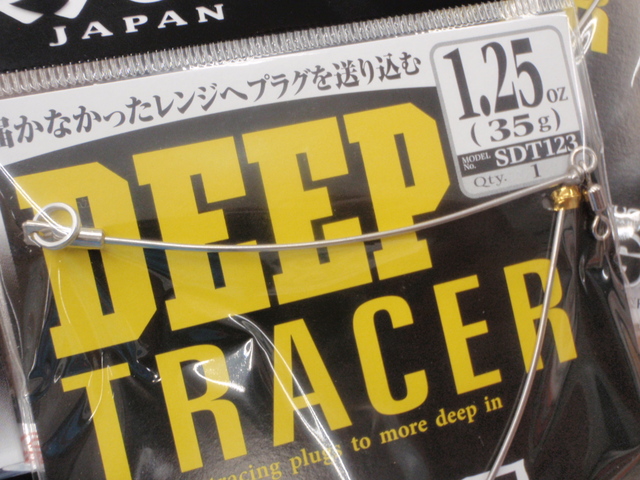 JAPAN
届かなかったレンジへプラグを送り込む
1.25oz
(35g)
MODEL No. SDT123
Qty. 1
DEEP
TRACER
tracing plugs to more deep in